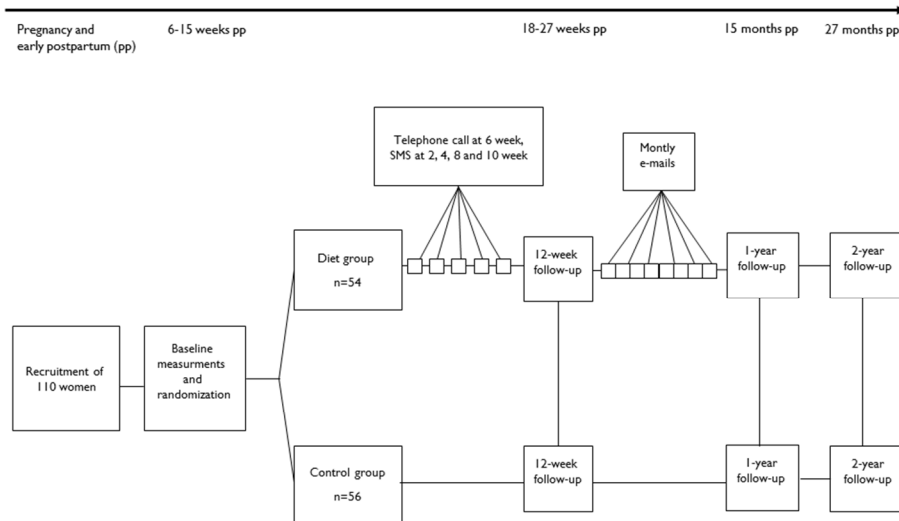 Pregnancy and
early postpartum (pp)
6-15 weeks pp
18-27 weeks pp
15 months pp
27 months pp
Telephone call at 6 week,
SMS at 2, 4, 8 and 10 week
Montly
e-mails
Diet group
n=54
12-week
follow-up
1-year
follow-up
2-year
follow-up
Recruitment of
110 women
Baseline
measurments
and
randomization
Control group
n=56
12-week
follow-up
1-year
follow-up
2-year
follow-up